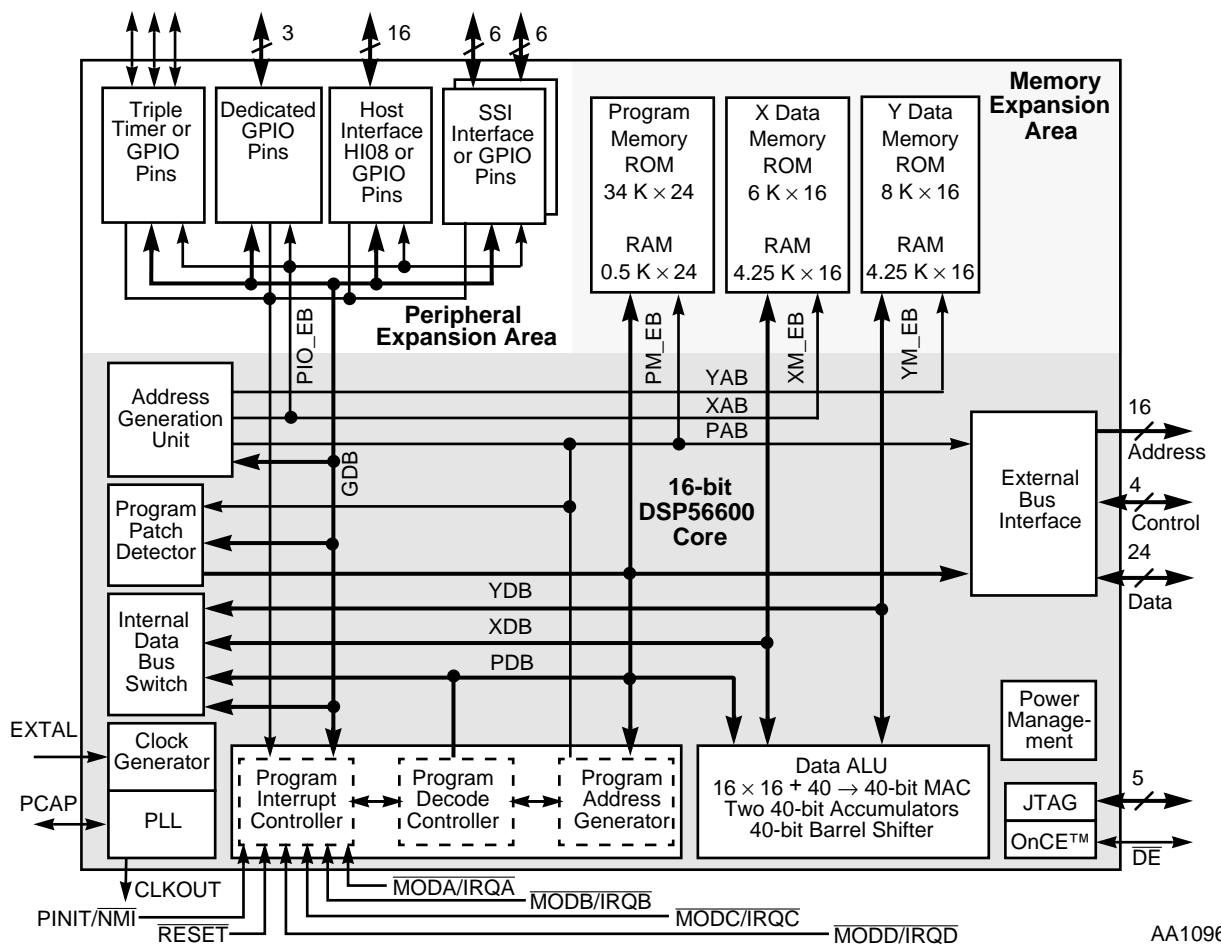 3
16
6
6
Triple
Timer or
GPIO
Pins
Dedicated
GPIO
Pins
Host
Interface
HI08 or
GPIO
Pins
SSI
Interface
or GPIO
Pins
Program
Memory
ROM
34 K × 24
RAM
0.5 K × 24
X Data
Memory
ROM
6 K × 16
RAM
4.25 K × 16
Y Data
Memory
ROM
8 K × 16
RAM
4.25 K × 16
Memory
Expansion
Area
Peripheral
Expansion Area
PIO_EB
PM_EB
XM_EB
YM_EB
Address
Generation
Unit
YAB
XAB
PAB
GDB
Program
Patch
Detector
16-bit
DSP56600
Core
External
Bus
Interface
16
Address
4
Control
24
Data
Internal
Data
Bus
Switch
YDB
XDB
PDB
Power
Manage-
ment
EXTAL
Clock
Generator
PCAP
PLL
Program
Interrupt
Controller
Program
Decode
Controller
Program
Address
Generator
Data ALU
16 × 16 + 40 → 40-bit MAC
Two 40-bit Accumulators
40-bit Barrel Shifter
5
JTAG
OnCE™
DE
CLKOUT
PINIT/NMI
RESET
MODA/IRQA
MODB/IRQB
MODC/IRQC
MODD/IRQD
AA1096